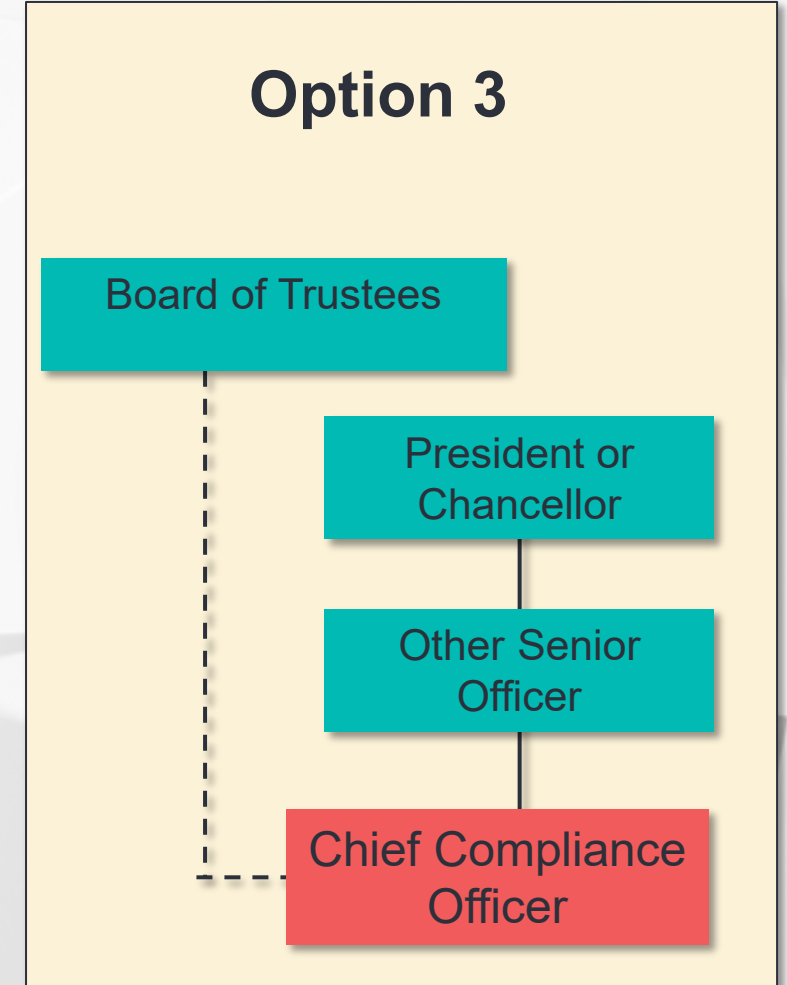 Option 3
Board of Trustees
President or
Chancellor
Other Senior
Officer
Chief Compliance
Officer